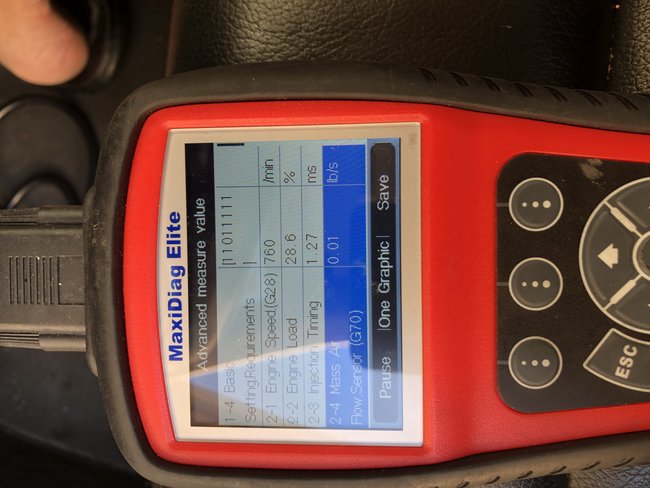 MaxiDiag Elite
Advanced measure value
1-4 Basic [11011111
Setting,Requirements ]
2-1 Engine Speed,(G28) 760 /min
2-2 Engine Load 28.6 %
2-3 Injection Timing 1.27 ms
2-4 Mass Air 0.01 lb/s
Flow,Sensor (G70)
Pause One Graphic Save
ESC